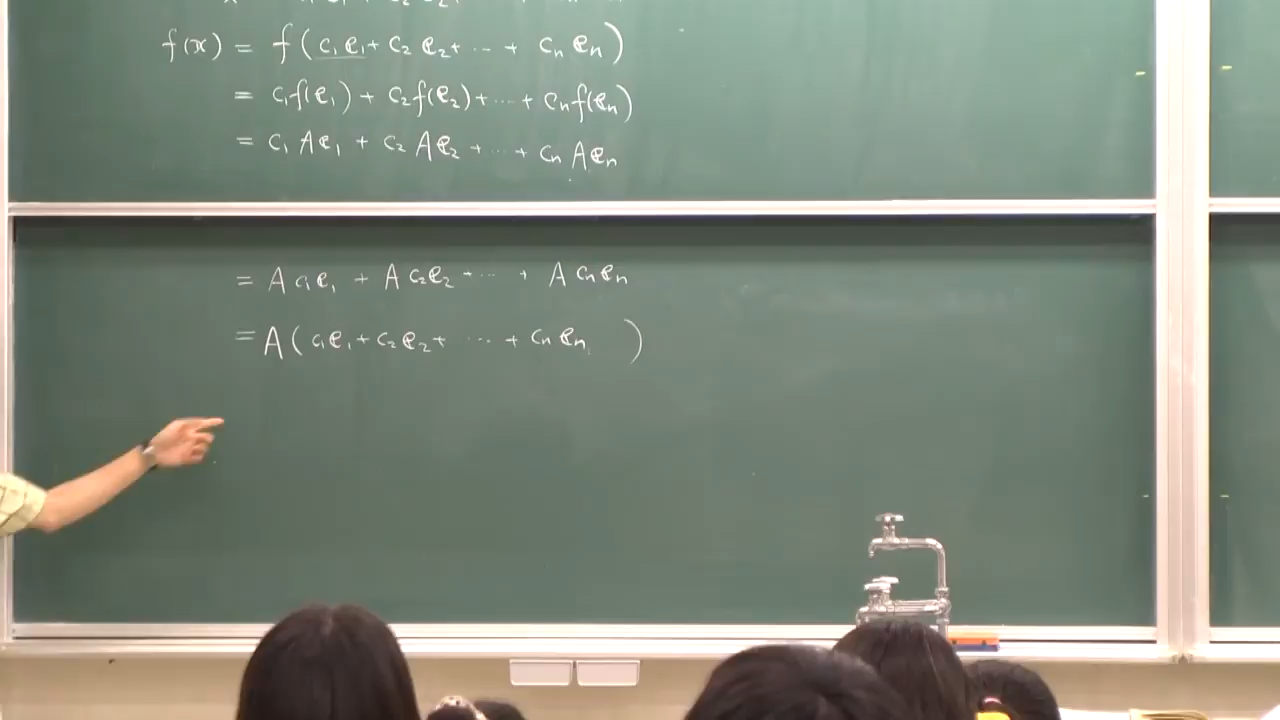 f(x) = f(c₁e₁+ c₂e₂+ ⋯ + cₙeₙ)
= c₁f(e₁) + c₂f(e₂) + ⋯ + cₙf(eₙ)
= c₁Ae₁ + c₂Ae₂ + ⋯ + cₙAeₙ
= Ac₁e₁ + Ac₂e₂ + ⋯ + Acₙeₙ
= A(c₁e₁+c₂e₂+ ⋯ + cₙeₙ)